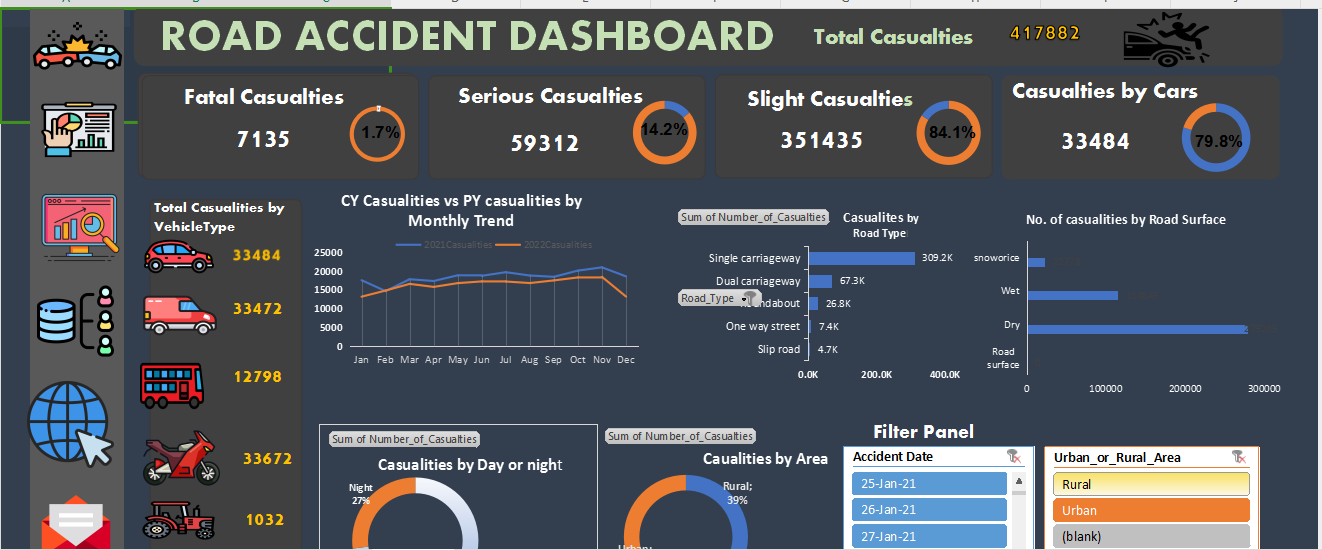 ROAD ACCIDENT DASHBOARD
Total Casualties
417882
Fatal Casualties
7135
1.7%
Serious Casualties
59312
14.2%
Slight Casualties
351435
84.1%
Casualties by Cars
33484
79.8%
Total Casualties by
VehicleType
33484
33472
12798
33672
1032
CY Casualities vs PY casualities by
Monthly Trend
2021Casualities
2022Casualities
25000
20000
15000
10000
5000
0
Jan Feb Mar Apr May Jun Jul Aug Sep Oct Nov Dec
Sum of Number_of_Casualties
Casualites by
Road Type
Single carriageway 309.2K
Dual carriageway 67.3K
Road_Type
26.8K
One way street 7.4K
Slip road 4.7K
0.0K 200.0K 400.0K
No. of casualities by Road Surface
snoworice
Wet
Dry
Road
surface
0 100000 200000 300000
Sum of Number_of_Casualties
Casualities by Day or night
Night
27%
Sum of Number_of_Casualties
Caualities by Area
Rural;
39%
Urban;
Filter Panel
Accident Date
25-Jan-21
26-Jan-21
27-Jan-21
Urban_or_Rural_Area
Rural
Urban
(blank)